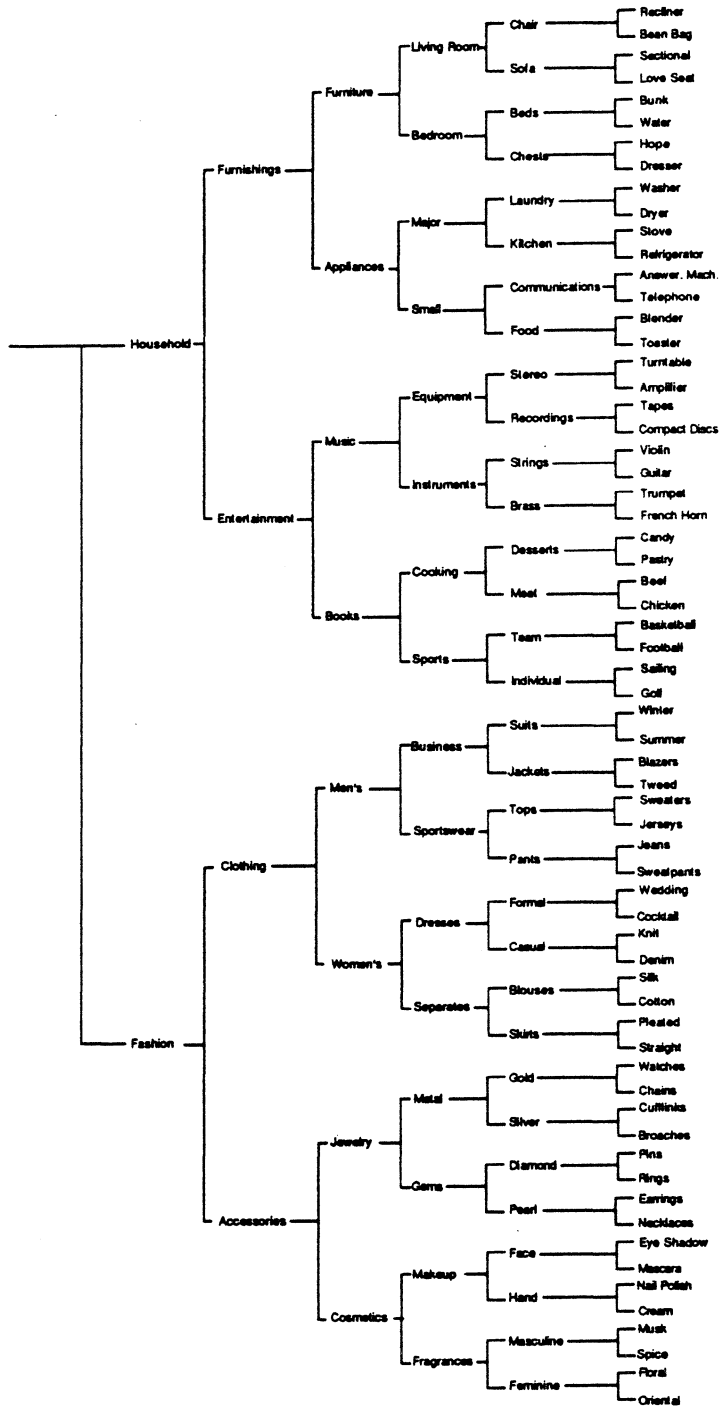 Recliner
Chair
Bean Bag
Living Room
Sectional
Sofa
Love Seat
Furniture
Bunk
Beds
Water
Bedroom
Hope
Chests
Dresser
Furnishings
Washer
Laundry
Dryer
Major
Stove
Kitchen
Refrigerator
Appliances
Answer. Mach.
Communications
Telephone
Small
Blender
Food
Toaster
Household
Turntable
Stereo
Amplifier
Equipment
Tapes
Recordings
Compact Discs
Music
Violin
Strings
Guitar
Instruments
Trumpet
Brass
French Horn
Entertainment
Candy
Desserts
Pastry
Cooking
Beef
Meat
Chicken
Books
Basketball
Team
Football
Sports
Sailing
Individual
Golf
Winter
Suits
Summer
Business
Blazers
Jackets
Tweed
Men's
Sweaters
Tops
Jerseys
Sportswear
Jeans
Pants
Sweatpants
Clothing
Wedding
Formal
Cocktail
Dresses
Knit
Casual
Denim
Women's
Silk
Blouses
Cotton
Separates
Pleated
Skirts
Straight
Fashion
Watches
Gold
Chains
Metal
Cufflinks
Silver
Broaches
Jewelry
Pins
Diamond
Rings
Gems
Earrings
Pearl
Necklaces
Accessories
Eye Shadow
Face
Mascara
Makeup
Nail Polish
Hand
Cream
Cosmetics
Musk
Masculine
Spice
Fragrances
Floral
Feminine
Oriental